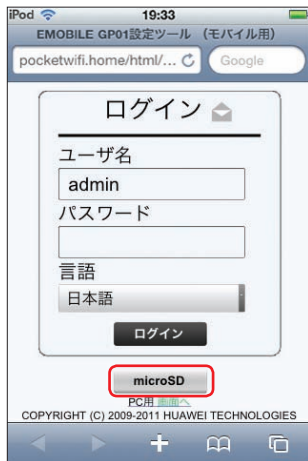 iPod 19:33
EMOBILE GP01設定ツール （モバイル用）
pocketwifi.home/html/... Google
ログイン
ユーザ名
admin
パスワード
言語
日本語
ログイン
microSD
PC用 画面へ
COPYRIGHT (C) 2009-2011 HUAWEI TECHNOLOGIES